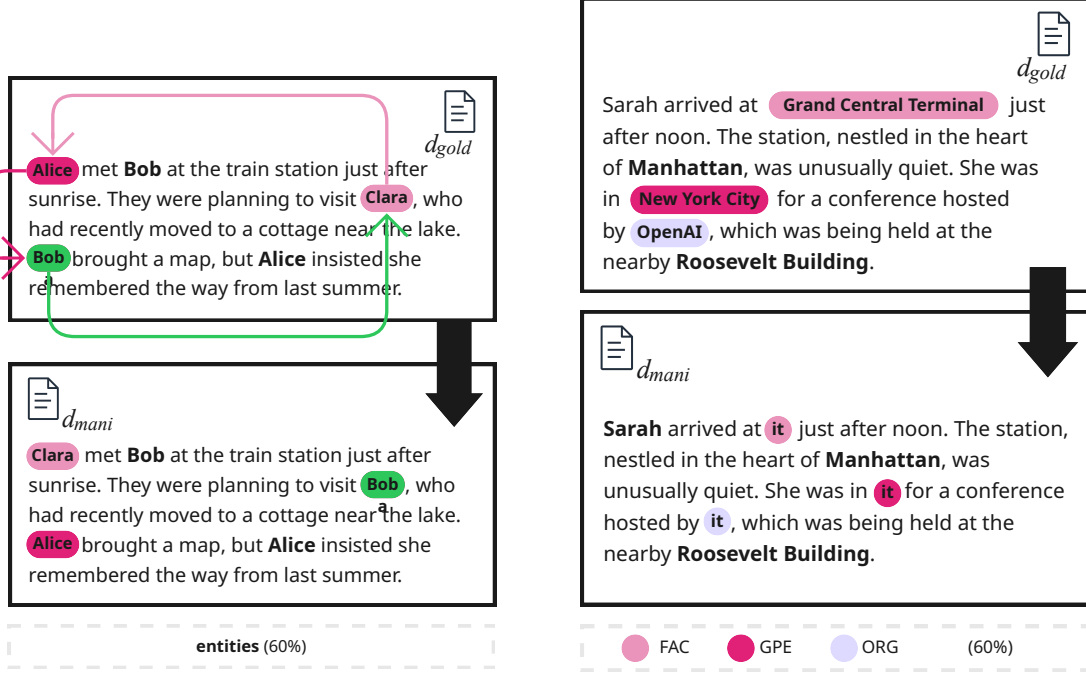 d_gold
Alice met Bob at the train station just after
sunrise. They were planning to visit Clara, who
had recently moved to a cottage near the lake.
Bob brought a map, but Alice insisted she
a
remembered the way from last summer.
d_mani
Clara met Bob at the train station just after
sunrise. They were planning to visit Bob, who
a
had recently moved to a cottage near the lake.
Alice brought a map, but Alice insisted she
remembered the way from last summer.
entities (60%)
d_gold
Sarah arrived at Grand Central Terminal just
after noon. The station, nestled in the heart
of Manhattan, was unusually quiet. She was
in New York City for a conference hosted
by OpenAI, which was being held at the
nearby Roosevelt Building.
d_mani
Sarah arrived at it just after noon. The station,
nestled in the heart of Manhattan, was
unusually quiet. She was in it for a conference
hosted by it, which was being held at the
nearby Roosevelt Building.
FAC GPE ORG (60%)